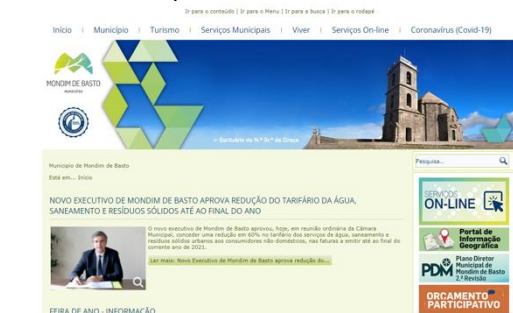 Ir para o conteúdo | Ir para o Menu | Ir para a busca | Ir para o rodapé
Início | Município | Turismo | Serviços Municipais | Viver | Serviços On-line | Coronavírus (Covid-19)
MONDIM DE BASTO
MUNICÍPIO
» Santuário de N.ª Sr.ª da Graça
Município de Mondim de Basto
Está em... Início
Pesquisa...
NOVO EXECUTIVO DE MONDIM DE BASTO APROVA REDUÇÃO DO TARIFÁRIO DA ÁGUA,
SANEAMENTO E RESÍDUOS SÓLIDOS ATÉ AO FINAL DO ANO
O novo executivo de Mondim de Basto aprovou, hoje, em reunião ordinária da Câmara
Municipal, conceder uma redução em 60% no tarifário dos serviços de água, saneamento e
resíduos sólidos urbanos aos consumidores não-domésticos, nas faturas a emitir até ao final do
corrente ano de 2021.
Ler mais: Novo Executivo de Mondim de Basto aprova redução do...
FEIRA DE ANO - INFORMAÇÃO
SERVIÇOS
ON-LINE
Portal de
Informação
Geográfica
PDM
Plano Diretor
Municipal de
Mondim de Basto
2.ª Revisão
ORÇAMENTO
PARTICIPATIVO